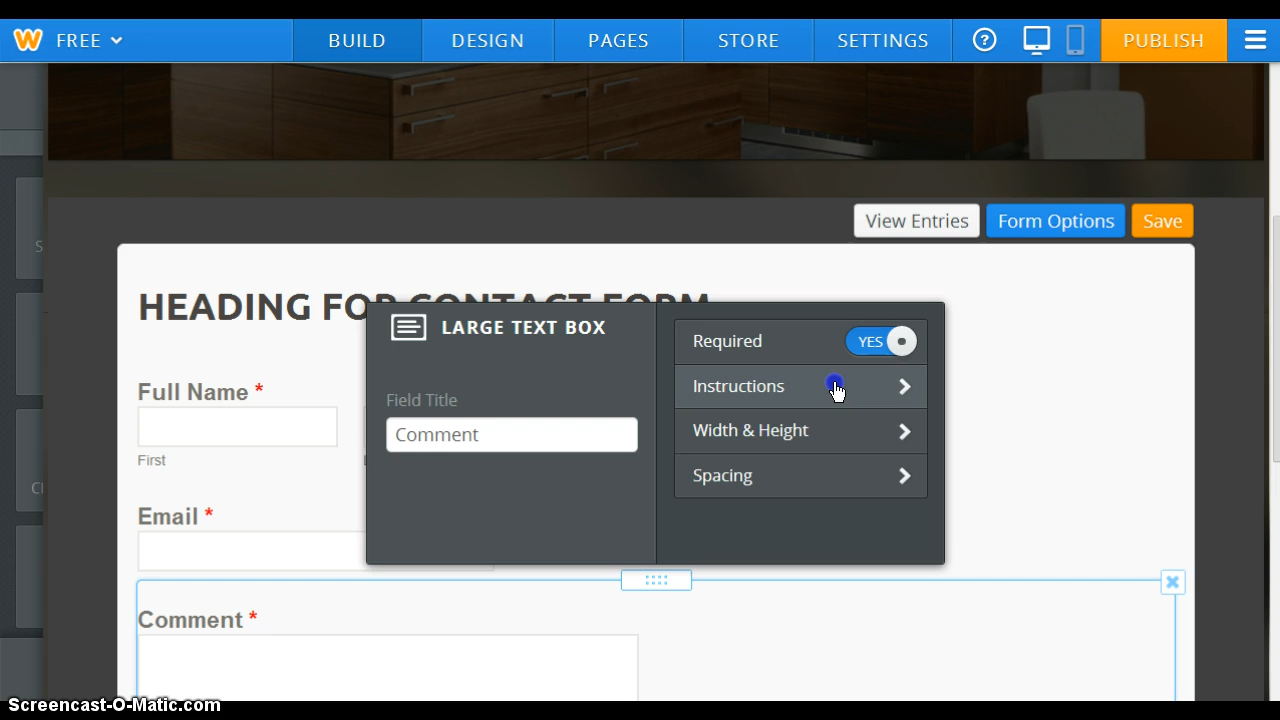 FREE BUILD DESIGN PAGES STORE SETTINGS ? PUBLISH
View Entries Form Options Save
HEADING FOR CONTACT FORM
LARGE TEXT BOX
Required YES
Full Name *
Instructions
Field Title
Comment
Width & Height
First
Spacing
Email *
Comment *
Screencast-O-Matic.com